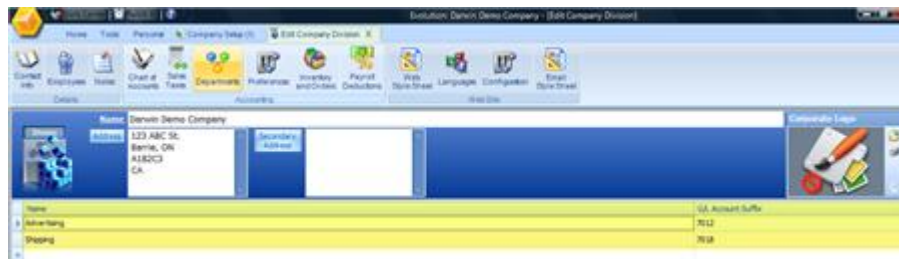 Evolution: Darwin Demo Company - [Edit Company Division]
Home Tools Personal Company Setup (1) Edit Company Division X
Contact Info Employees Notes Chart of Accounts Sales Taxes Departments Preferences Inventory and Orders Payroll Deductions Web Style Sheet Languages Configuration Email Style Sheet
Details Accounting Web Site
Name Darwin Demo Company Corporate Logo
Address 123 ABC St. Secondary Address
Barrie, ON
A1B2C3
CA
Name G/L Account Suffix
Advertising 7012
Shipping 7018